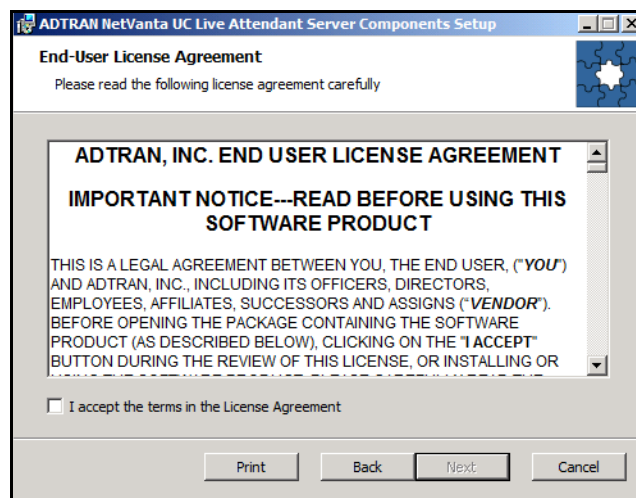 ADTRAN NetVanta UC Live Attendant Server Components Setup
End-User License Agreement
Please read the following license agreement carefully
ADTRAN, INC. END USER LICENSE AGREEMENT
IMPORTANT NOTICE---READ BEFORE USING THIS
SOFTWARE PRODUCT
THIS IS A LEGAL AGREEMENT BETWEEN YOU, THE END USER, ("YOU")
AND ADTRAN, INC., INCLUDING ITS OFFICERS, DIRECTORS,
EMPLOYEES, AFFILIATES, SUCCESSORS AND ASSIGNS ("VENDOR").
BEFORE OPENING THE PACKAGE CONTAINING THE SOFTWARE
PRODUCT (AS DESCRIBED BELOW), CLICKING ON THE "I ACCEPT"
BUTTON DURING THE REVIEW OF THIS LICENSE, OR INSTALLING OR
I accept the terms in the License Agreement
Print Back Next Cancel